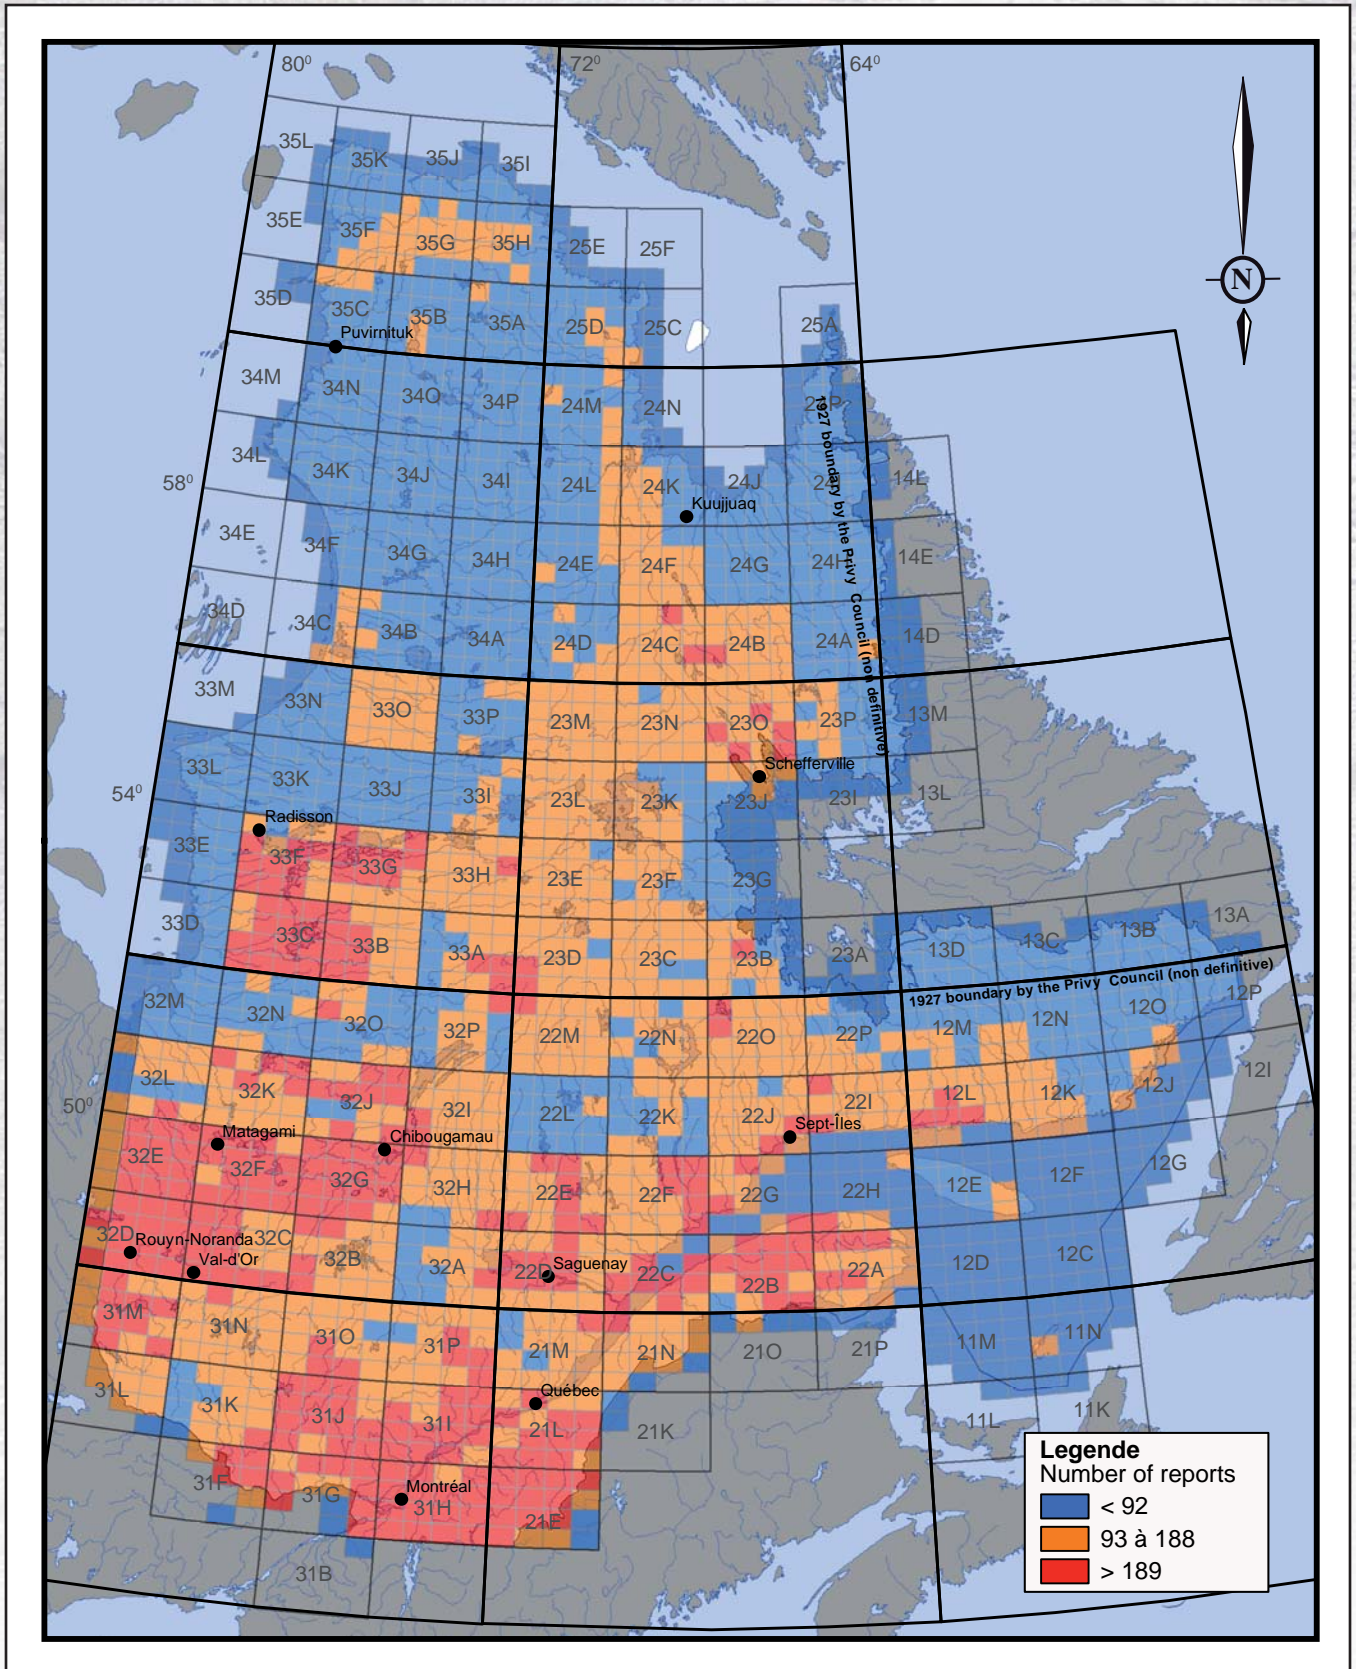 80⁰
72⁰
64⁰
35L
35K
35J
35I
35E
35F
35G
35H
25E
25F
N
35D
35C
35B
35A
25D
25C
25A
Puvirnituk
34M
34N
34O
34P
24M
24N
24P
34L
34K
34J
34I
24L
24K
24J
24I
14L
58⁰
Kuujjuaq
34E
34F
34G
34H
24E
24F
24G
24H
14E
34D
34C
34B
34A
24D
24C
24B
24A
14D
1927 boundary by the Privy Council (non definitive)
33M
33N
33O
33P
23M
23N
23O
23P
13M
Schefferville
33L
33K
33J
33I
23L
23K
23J
23I
13L
54⁰
Radisson
33E
33F
33G
33H
23E
23F
23G
33D
33C
33B
33A
23D
23C
23B
23A
13D
13C
13B
13A
1927 boundary by the Privy Council (non definitive)
32M
32N
32O
32P
22M
22N
22O
22P
12M
12N
12O
12P
32L
32K
32J
32I
22L
22K
22J
22I
12L
12K
12J
12I
50⁰
Matagami
Chibougamau
Sept-Îles
32E
32F
32G
32H
22E
22F
22G
22H
12E
12F
12G
32D
Rouyn-Noranda
32C
Val-d'Or
32B
32A
22D
Saguenay
22C
22B
22A
12D
12C
31M
31N
31O
31P
21M
21N
21O
21P
11M
11N
31L
31K
31J
31I
Québec
21L
21K
11L
11K
31F
31G
Montréal
31H
21E
31B
Legende
Number of reports
< 92
93 à 188
> 189